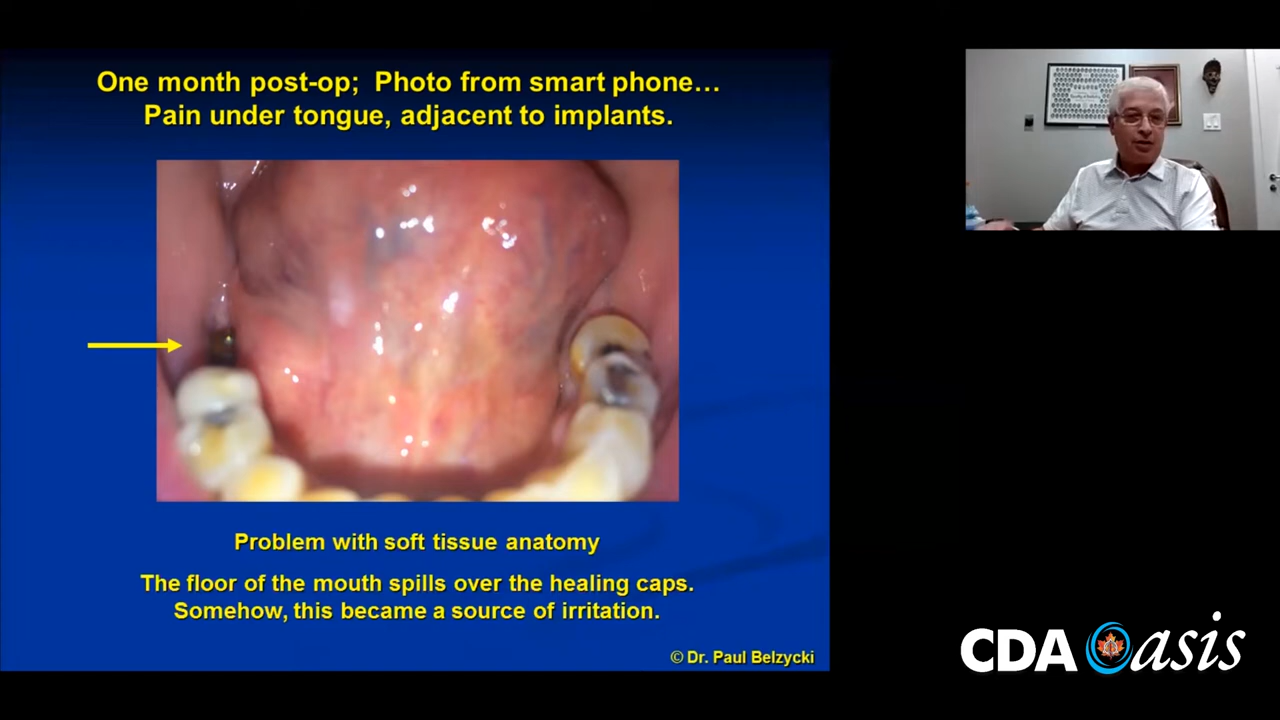 One month post-op; Photo from smart phone…
Pain under tongue, adjacent to implants.
Problem with soft tissue anatomy
The floor of the mouth spills over the healing caps.
Somehow, this became a source of irritation.
© Dr. Paul Belzycki
CDA Oasis